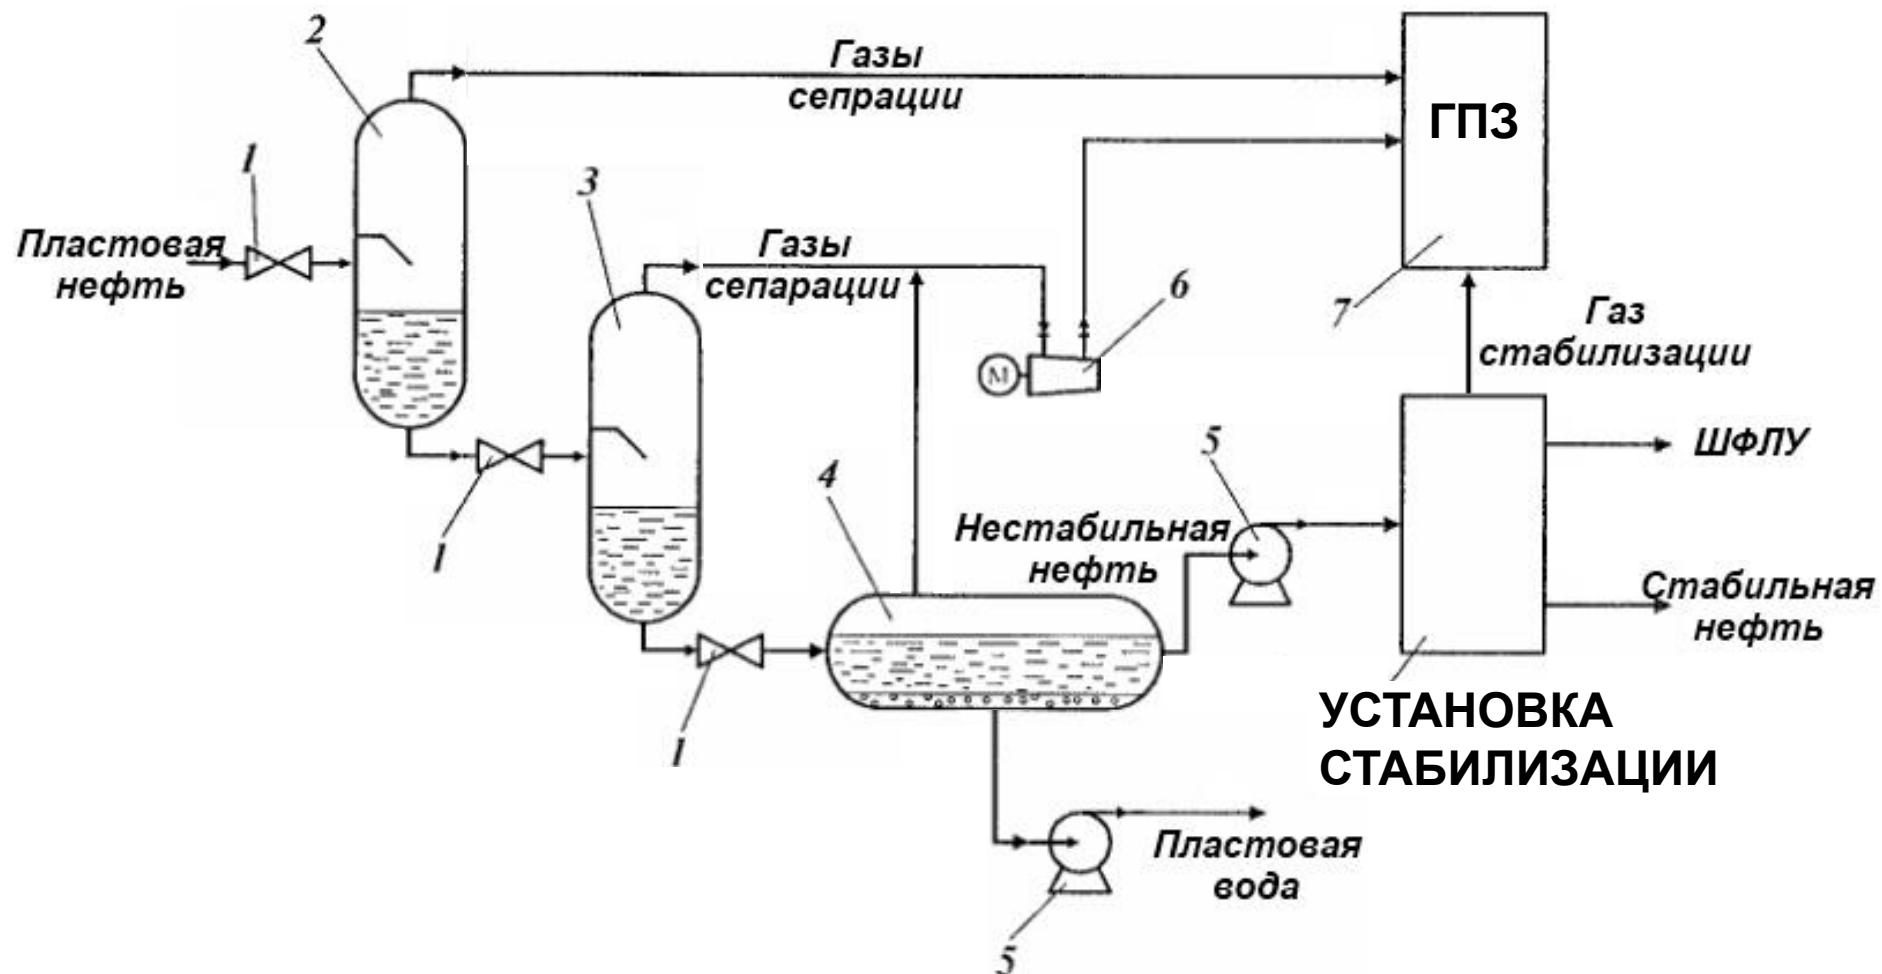 2
Газы
сепрации
ГПЗ
1
3
Пластовая
нефть
Газы
сепарации
6
7
Газ
стабилизации
М
ШФЛУ
5
4
Нестабильная
нефть
1
Стабильная
нефть
УСТАНОВКА
СТАБИЛИЗАЦИИ
1
Пластовая
вода
5